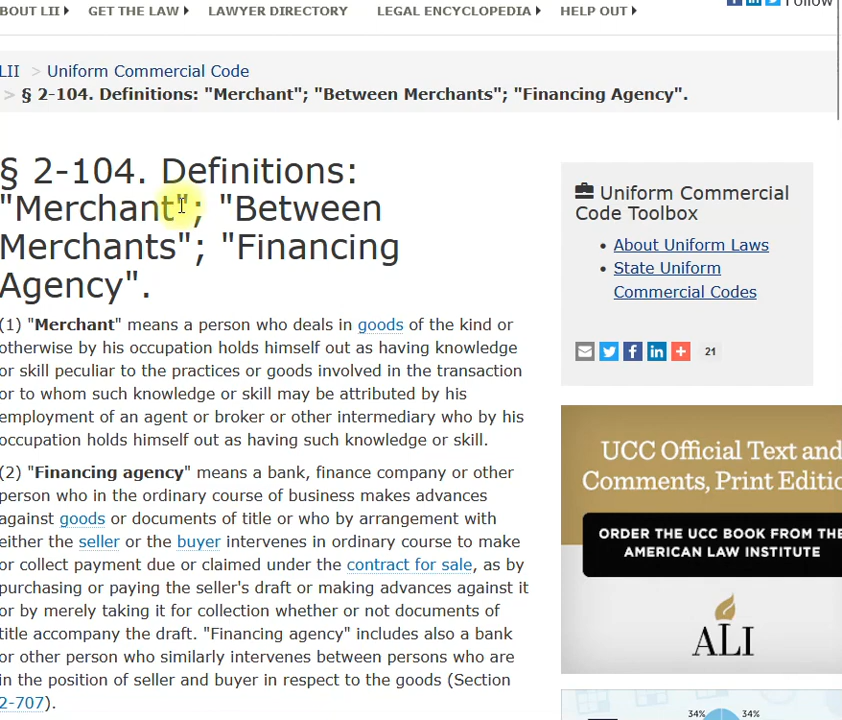 BOUT LII
GET THE LAW
LAWYER DIRECTORY
LEGAL ENCYCLOPEDIA
HELP OUT
Follow
LII > Uniform Commercial Code
> § 2-104. Definitions: "Merchant"; "Between Merchants"; "Financing Agency".
§ 2-104. Definitions:
"Merchant"; "Between
Merchants"; "Financing
Agency".
(1) "Merchant" means a person who deals in goods of the kind or
otherwise by his occupation holds himself out as having knowledge
or skill peculiar to the practices or goods involved in the transaction
or to whom such knowledge or skill may be attributed by his
employment of an agent or broker or other intermediary who by his
occupation holds himself out as having such knowledge or skill.
(2) "Financing agency" means a bank, finance company or other
person who in the ordinary course of business makes advances
against goods or documents of title or who by arrangement with
either the seller or the buyer intervenes in ordinary course to make
or collect payment due or claimed under the contract for sale, as by
purchasing or paying the seller's draft or making advances against it
or by merely taking it for collection whether or not documents of
title accompany the draft. "Financing agency" includes also a bank
or other person who similarly intervenes between persons who are
in the position of seller and buyer in respect to the goods (Section
2-707).
Uniform Commercial
Code Toolbox
• About Uniform Laws
• State Uniform
Commercial Codes
21
UCC Official Text and
Comments, Print Editio
ORDER THE UCC BOOK FROM THE
AMERICAN LAW INSTITUTE
ALI
34% 34%